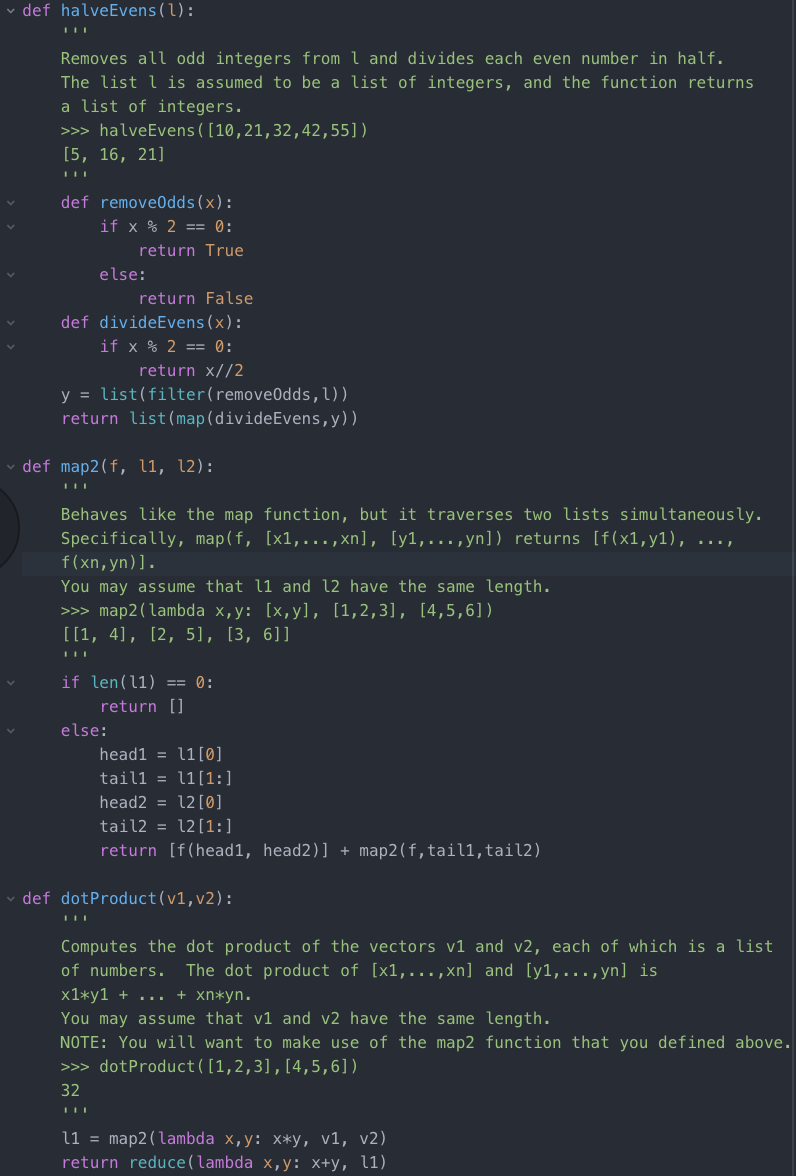 def halveEvens(l):
    '''
    Removes all odd integers from l and divides each even number in half.
    The list l is assumed to be a list of integers, and the function returns
    a list of integers.
    >>> halveEvens([10,21,32,42,55])
    [5, 16, 21]
    '''
    def removeOdds(x):
        if x % 2 == 0:
            return True
        else:
            return False
    def divideEvens(x):
        if x % 2 == 0:
            return x//2
    y = list(filter(removeOdds,l))
    return list(map(divideEvens,y))

def map2(f, l1, l2):
    '''
    Behaves like the map function, but it traverses two lists simultaneously.
    Specifically, map(f, [x1,...,xn], [y1,...,yn]) returns [f(x1,y1), ...,
    f(xn,yn)].
    You may assume that l1 and l2 have the same length.
    >>> map2(lambda x,y: [x,y], [1,2,3], [4,5,6])
    [[1, 4], [2, 5], [3, 6]]
    '''
    if len(l1) == 0:
        return []
    else:
        head1 = l1[0]
        tail1 = l1[1:]
        head2 = l2[0]
        tail2 = l2[1:]
        return [f(head1, head2)] + map2(f,tail1,tail2)

def dotProduct(v1,v2):
    '''
    Computes the dot product of the vectors v1 and v2, each of which is a list
    of numbers.  The dot product of [x1,...,xn] and [y1,...,yn] is
    x1*y1 + ... + xn*yn.
    You may assume that v1 and v2 have the same length.
    NOTE: You will want to make use of the map2 function that you defined above.
    >>> dotProduct([1,2,3],[4,5,6])
    32
    '''
    l1 = map2(lambda x,y: x*y, v1, v2)
    return reduce(lambda x,y: x+y, l1)